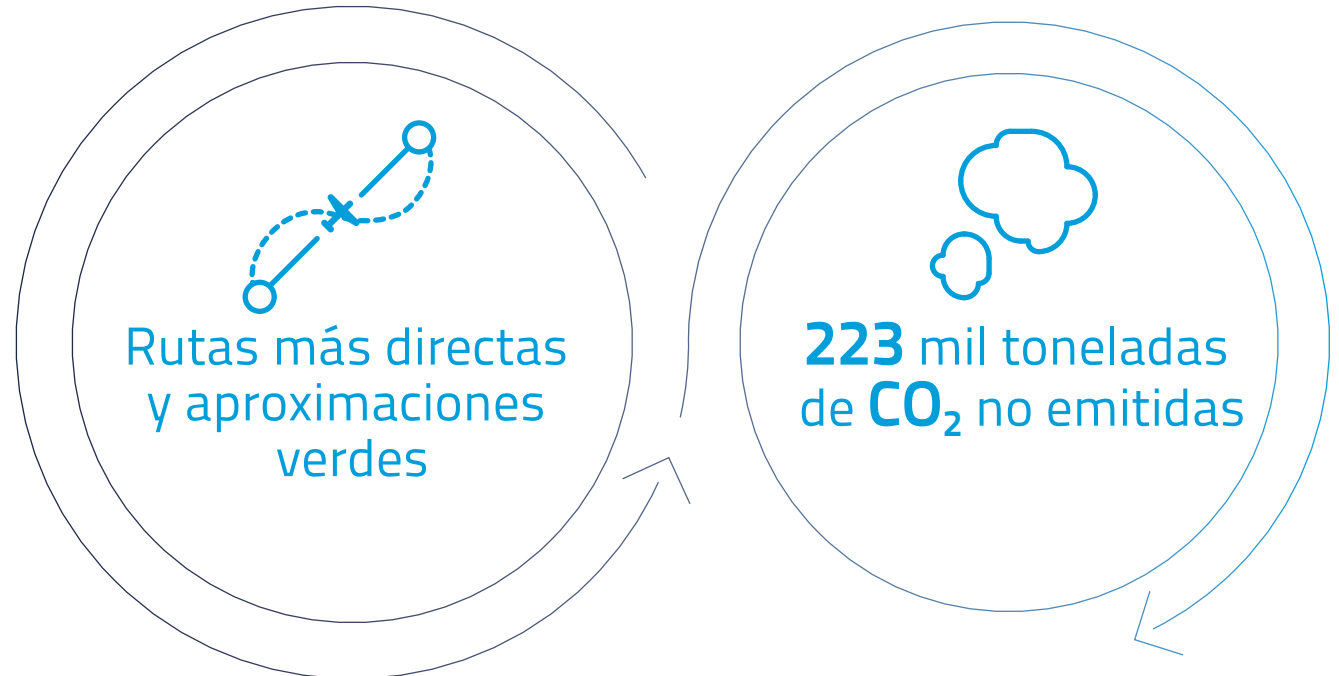 Rutas más directas
y aproximaciones
verdes
223 mil toneladas
de CO₂ no emitidas